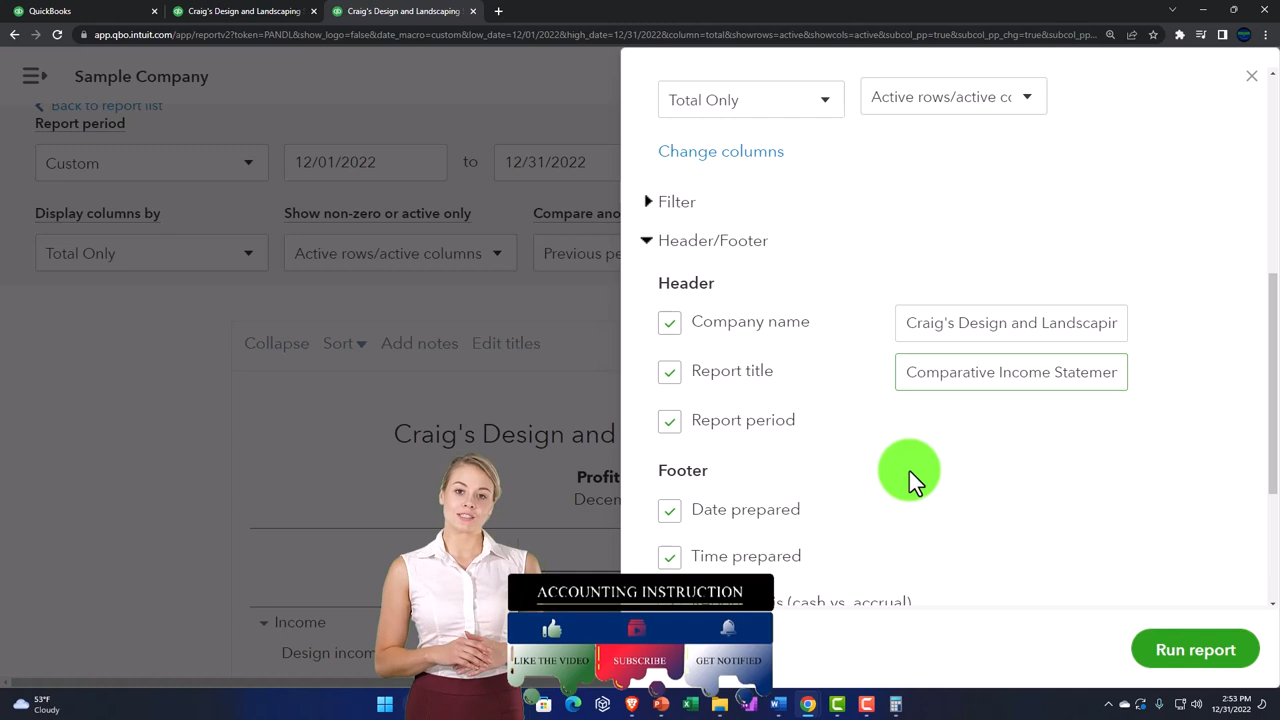 QuickBooks
Craig's Design and Landscaping S
Craig's Design and Landscaping S
app.qbo.intuit.com/app/reportv2?token=PANDL&show_logo=false&date_macro=custom&low_date=12/01/2022&high_date=12/31/2022&column=total&showrows=active&showcols=active&subcol_pp=true&subcol_pp_chg=true&subcol_pp...
Sample Company
Back to report list
Report period
Custom
12/01/2022
to
12/31/2022
Display columns by
Show non-zero or active only
Compare ano
Total Only
Active rows/active columns
Previous pe
Collapse
Sort
Add notes
Edit titles
Craig's Design and
Profit
Decen
Income
Design incom
Total Only
Active rows/active co
Change columns
Filter
Header/Footer
Header
Company name
Craig's Design and Landscapir
Report title
Comparative Income Statemer
Report period
Footer
Date prepared
Time prepared
(cash vs. accrual)
Run report
ACCOUNTING INSTRUCTION
LIKE THE VIDEO
SUBSCRIBE
GET NOTIFIED
53°F
Cloudy
2:53 PM
12/31/2022